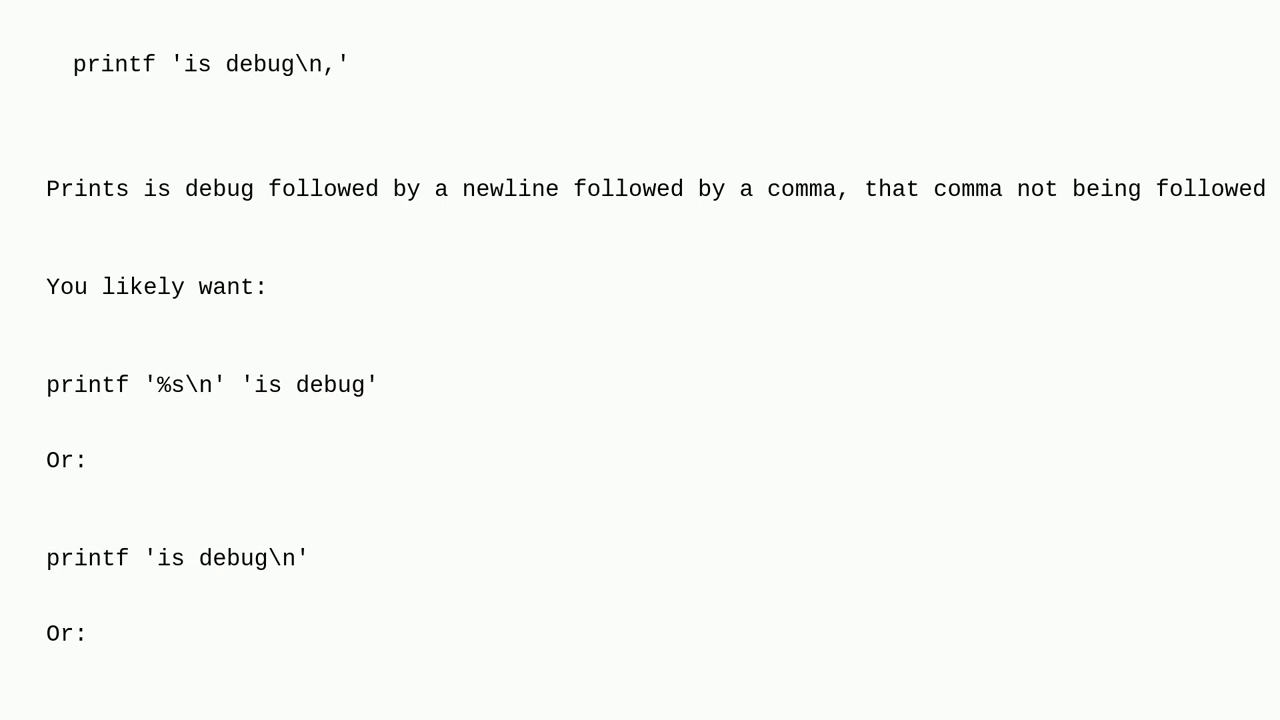 printf 'is debug\n,'
Prints is debug followed by a newline followed by a comma, that comma not being followed
You likely want:
printf '%s\n' 'is debug'
Or:
printf 'is debug\n'
Or: